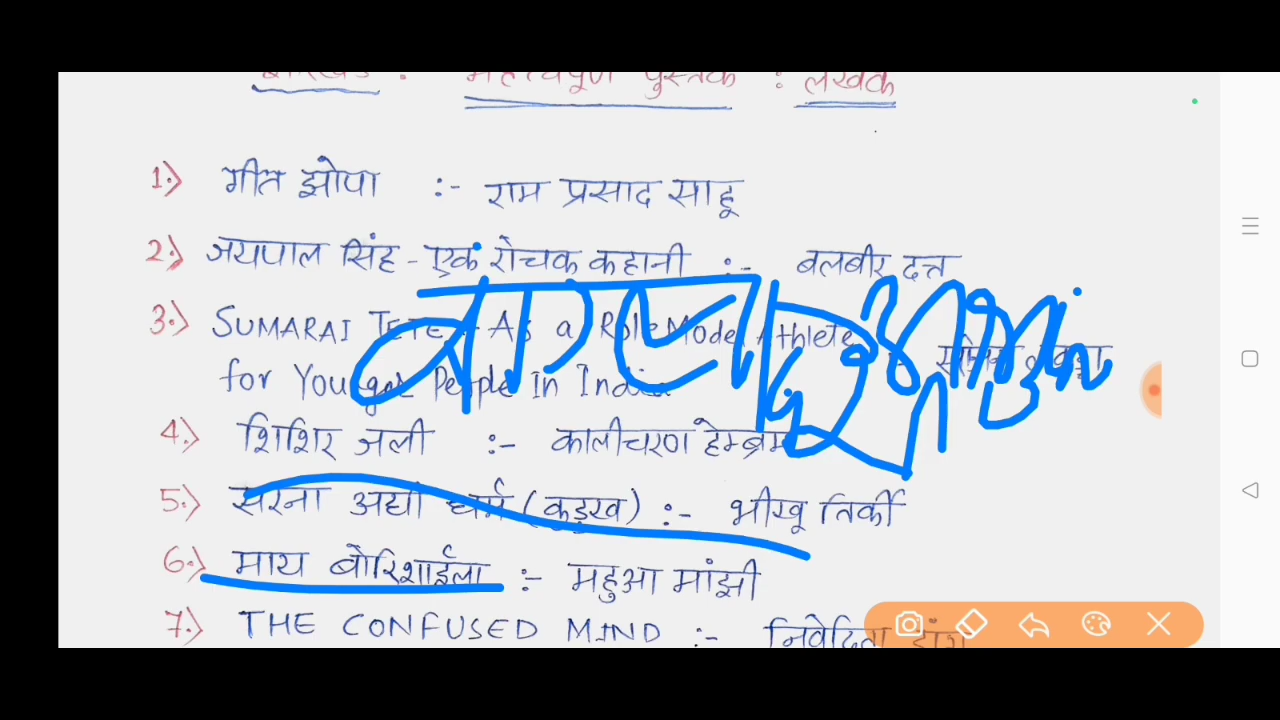 महत्वपूर्ण पुस्तक : लेखक
1.) गीत झोपा :- राम प्रसाद साहू
2.) जयपाल सिंह - एक रोचक कहानी :- बलबीर दत्त
3.) SUMARAI TETE - As a Role Model Athlete
for Younger People in India
4.) शिशिर जली :- कालीचरण हेम्ब्रम
5.) सरना अद्यी धर्म (कुड़ुख) :- भीखू तिर्की
6.) माय बोरिशाईला :- महुआ मांझी
7.) THE CONFUSED MIND :- निवेदिता